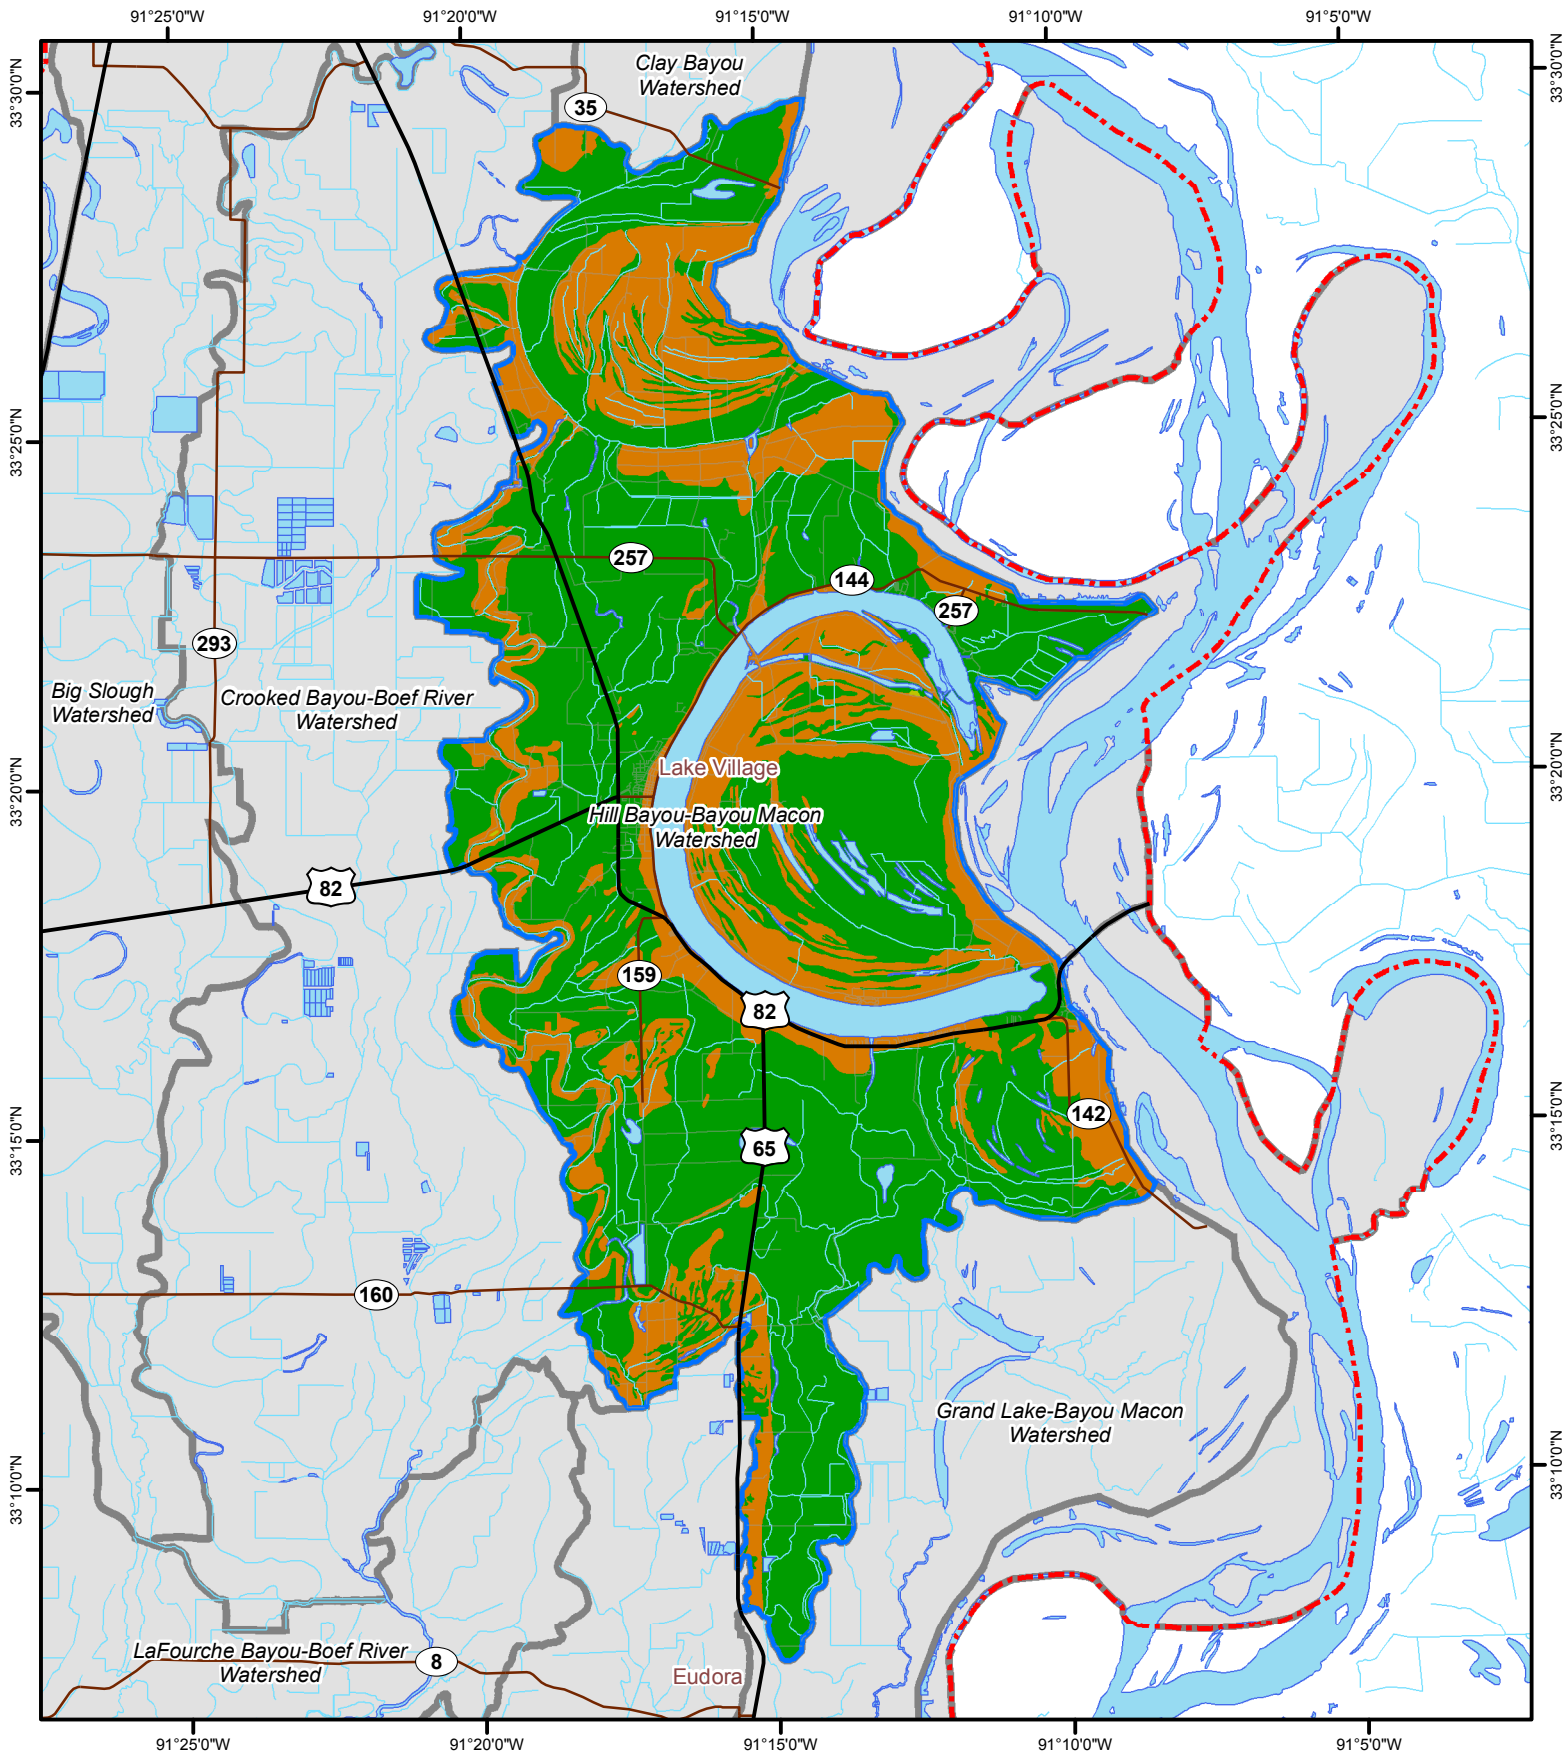 91°25'0"W
91°20'0"W
91°15'0"W
91°10'0"W
91°5'0"W
33°30'0"N
33°30'0"N
Clay Bayou
Watershed
35
33°25'0"N
33°25'0"N
257
144
257
293
Big Slough
Watershed
Crooked Bayou-Boef River
Watershed
33°20'0"N
33°20'0"N
Lake Village
Hill Bayou-Bayou Macon
Watershed
82
159
82
142
65
33°15'0"N
33°15'0"N
160
Grand Lake-Bayou Macon
Watershed
33°10'0"N
33°10'0"N
LaFourche Bayou-Boef River
Watershed
8
Eudora
91°25'0"W
91°20'0"W
91°15'0"W
91°10'0"W
91°5'0"W